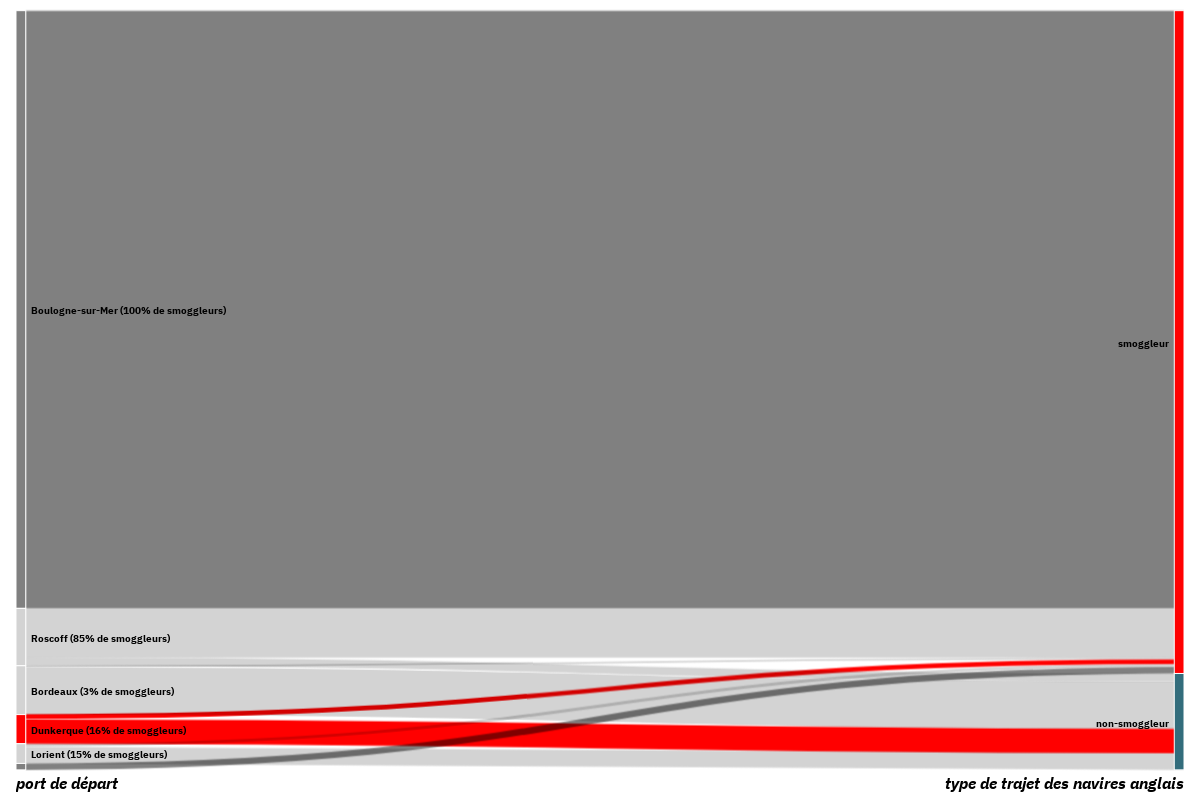 Boulogne-sur-Mer (100% de smoggleurs)
smoggleur
Roscoff (85% de smoggleurs)
Bordeaux (3% de smoggleurs)
non-smoggleur
Dunkerque (16% de smoggleurs)
Lorient (15% de smoggleurs)
port de départ
type de trajet des navires anglais